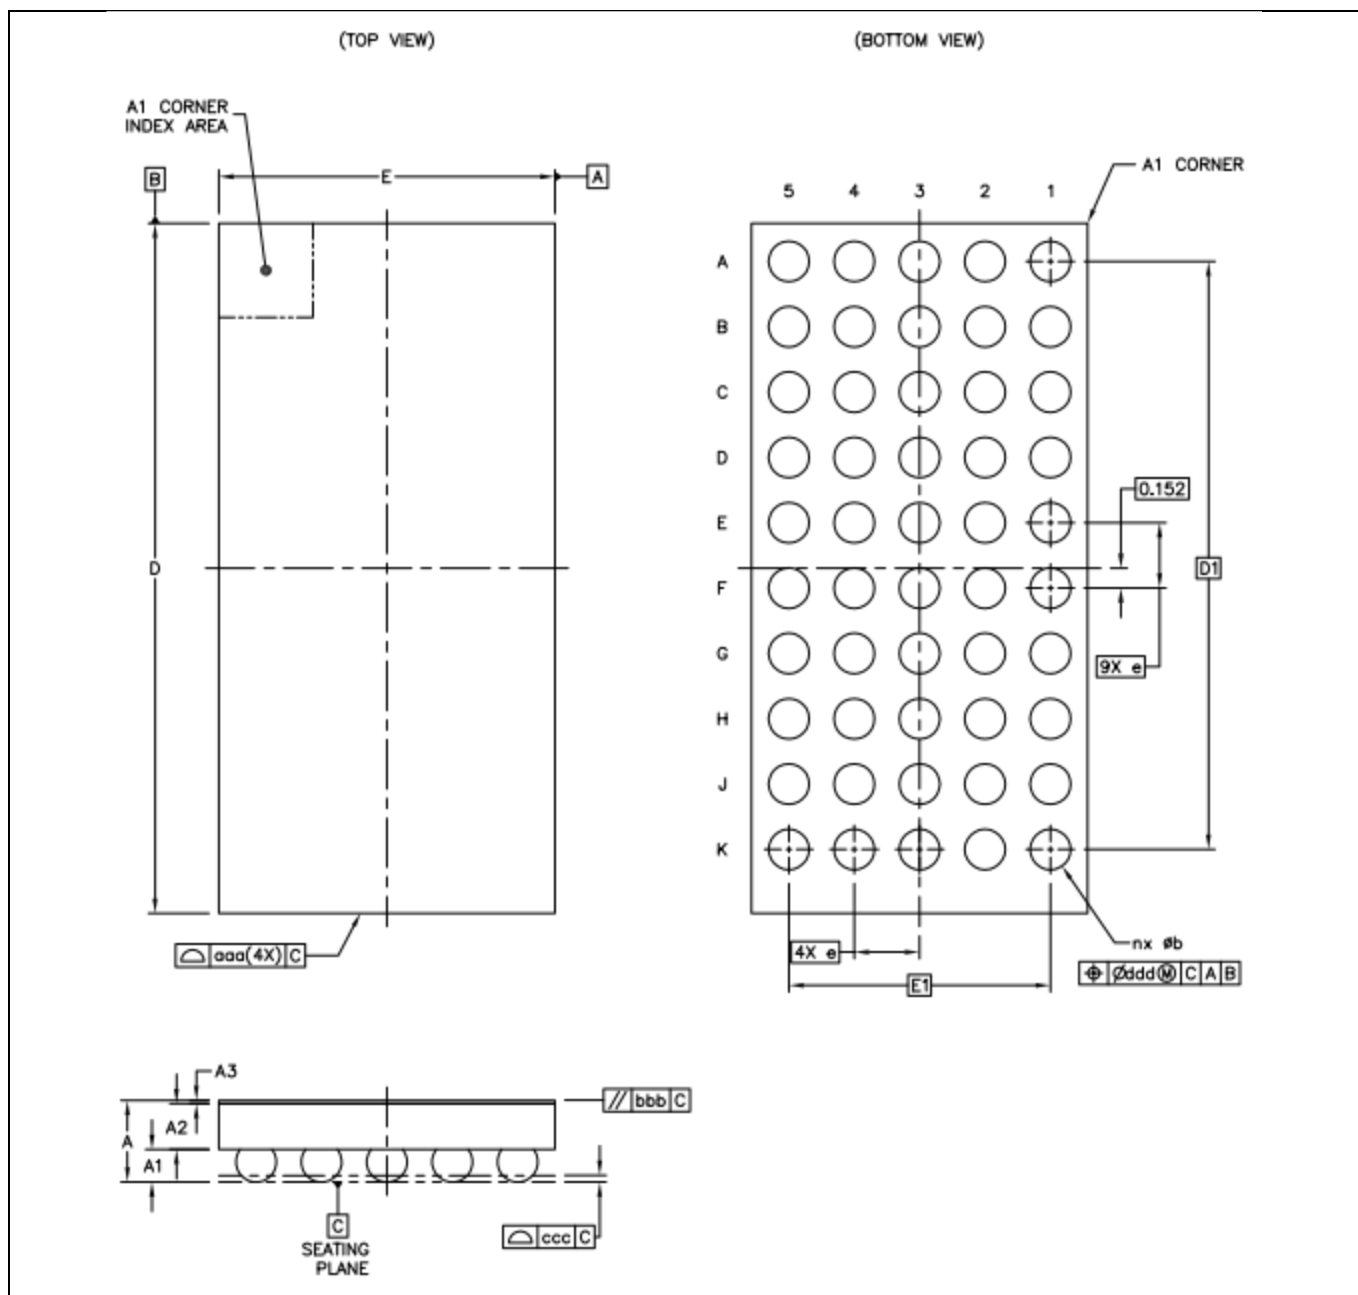 (TOP VIEW)
(BOTTOM VIEW)
A1 CORNER
INDEX AREA
B
E
A
A1 CORNER
5 4 3 2 1
A
B
C
D
E
F
G
H
J
K
D
0.152
D1
9X e
aaa(4X) C
4X e
E1
nx øb
⌖ Øddd Ⓜ C A B
A3
A2
A
A1
// bbb C
C
SEATING
PLANE
⌓ ccc C